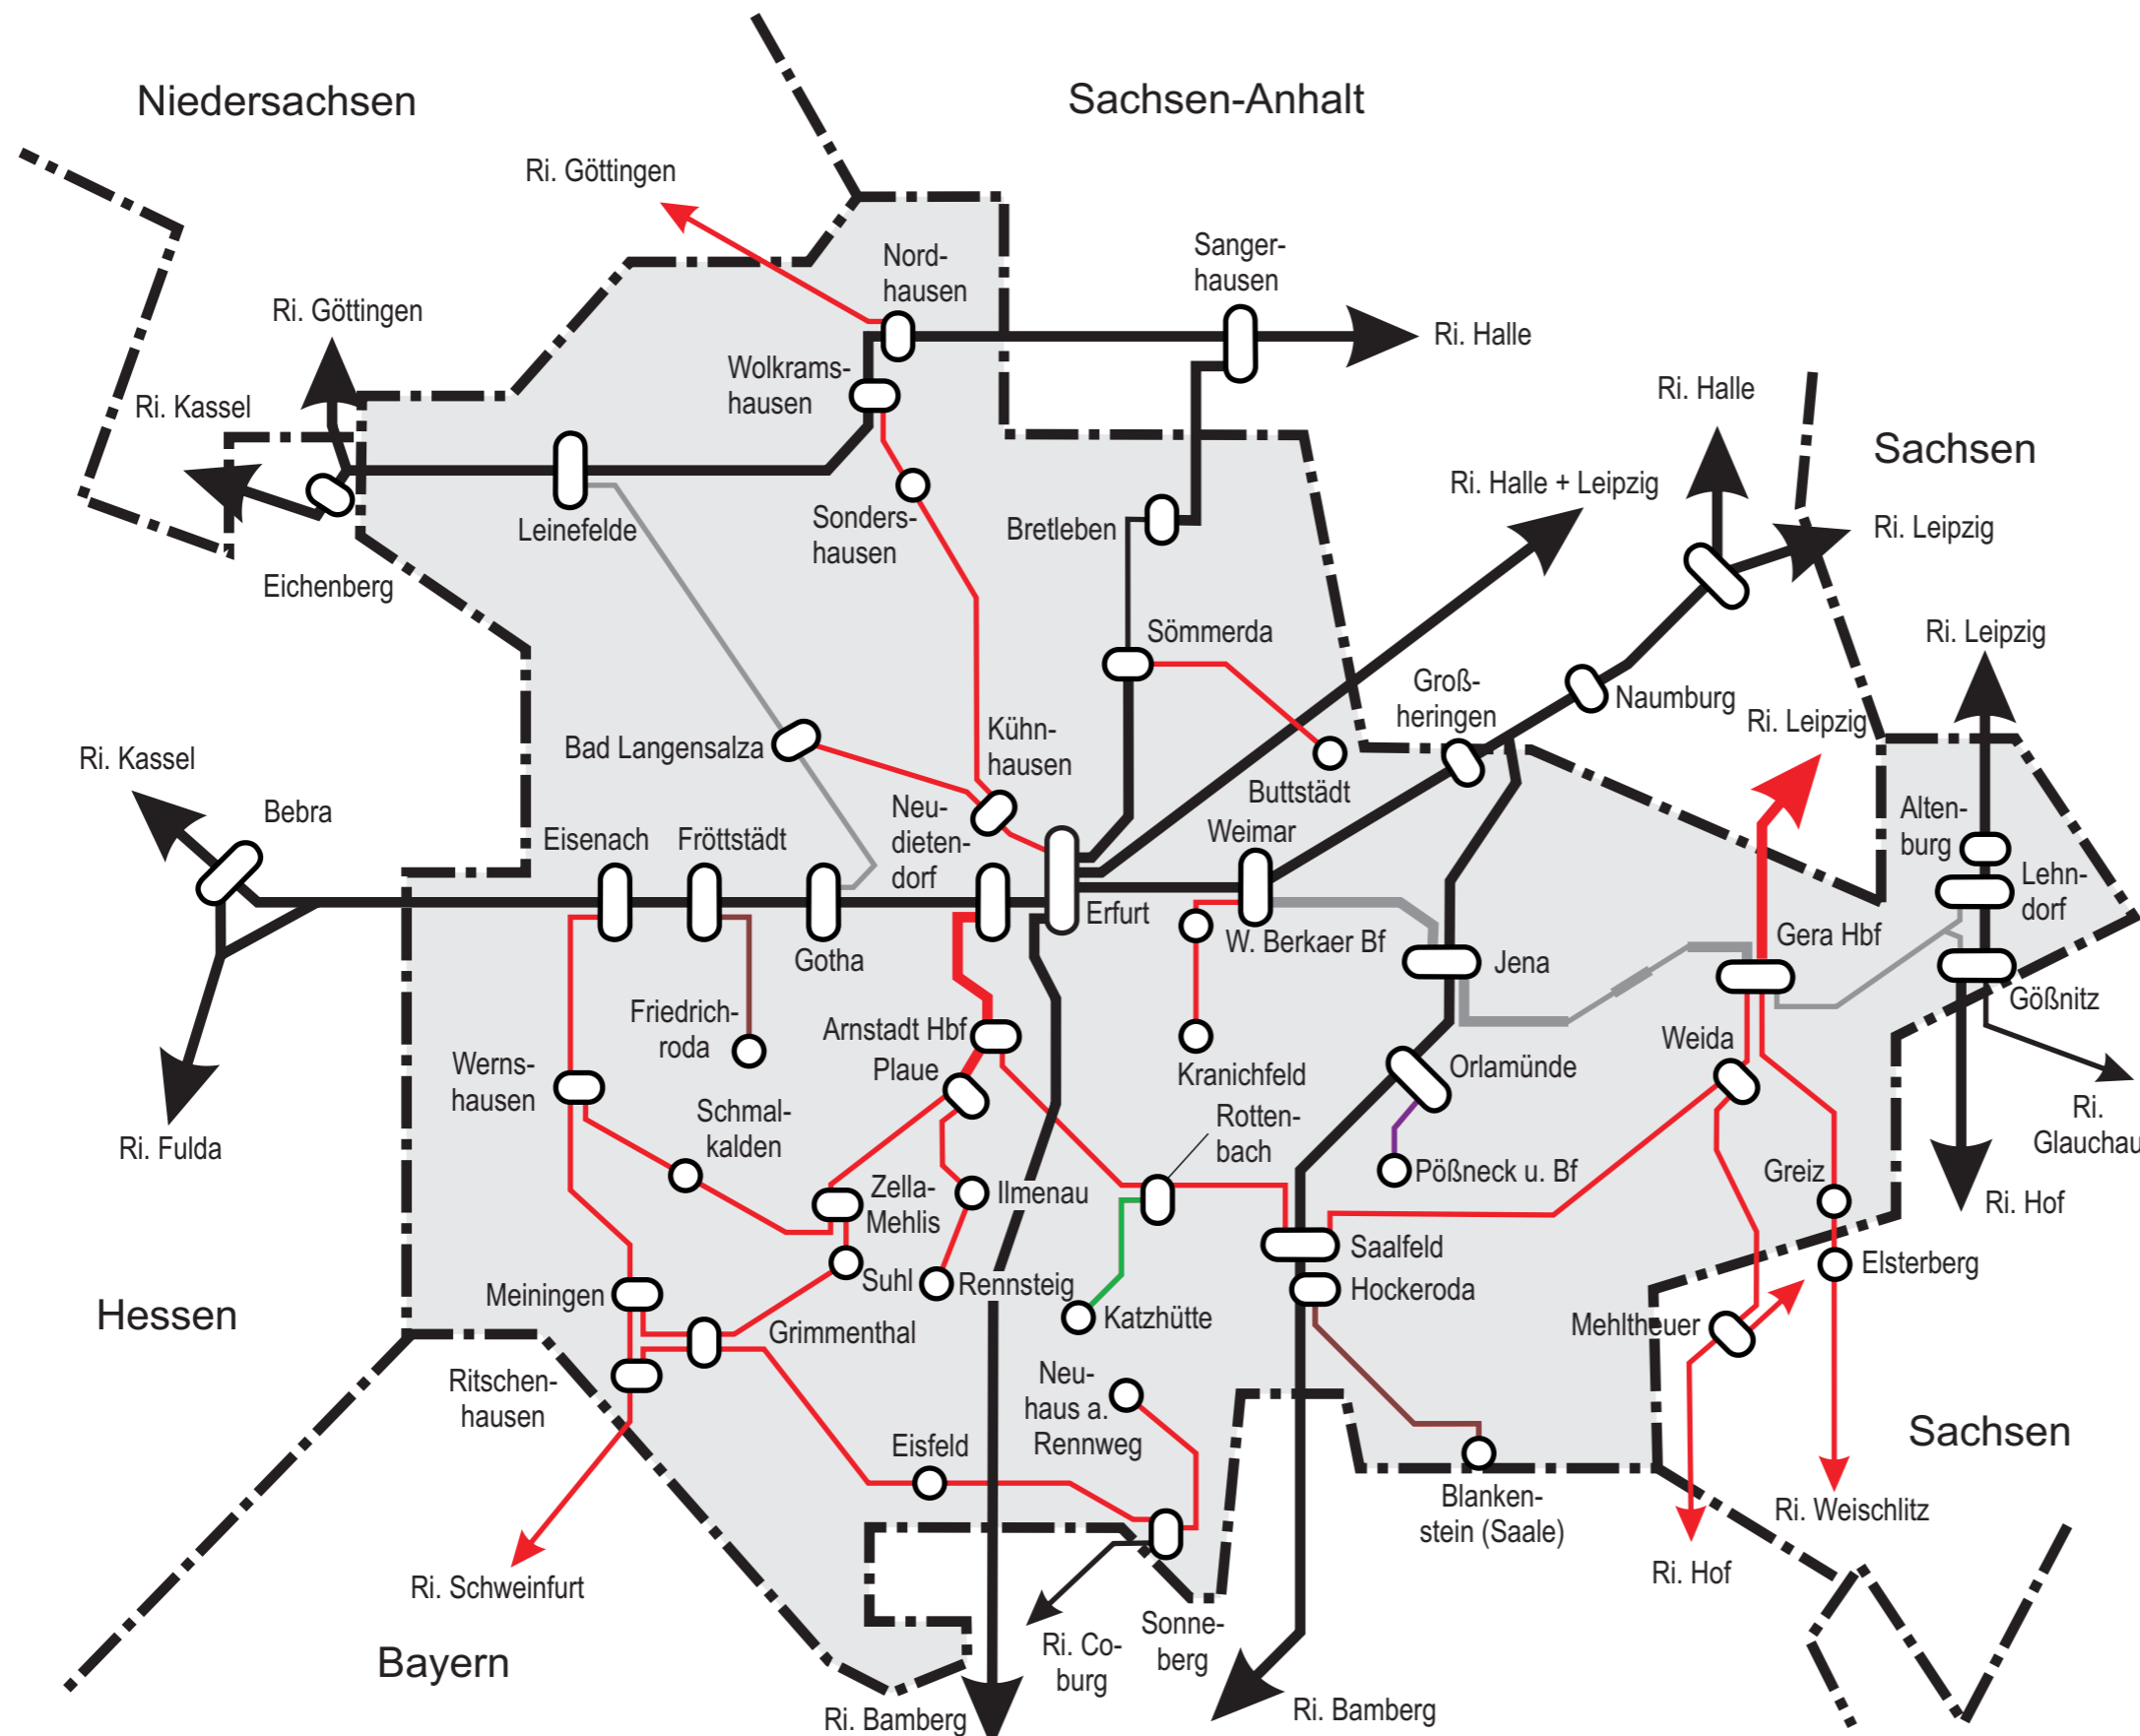 Niedersachsen
Sachsen-Anhalt
Ri. Göttingen
Nord-
hausen
Sanger-
hausen
Ri. Göttingen
Ri. Halle
Wolkrams-
hausen
Ri. Kassel
Ri. Halle
Sachsen
Ri. Halle + Leipzig
Leinefelde
Sonders-
hausen
Bretleben
Ri. Leipzig
Eichenberg
Sömmerda
Ri. Leipzig
Groß-
heringen
Naumburg
Ri. Leipzig
Bad Langensalza
Kühn-
hausen
Ri. Kassel
Buttstädt
Bebra
Neu-
dieten-
dorf
Eisenach
Fröttstädt
Weimar
Alten-
burg
Lehn-
dorf
Erfurt
W. Berkaer Bf
Gera Hbf
Gotha
Jena
Gößnitz
Friedrich-
roda
Arnstadt Hbf
Weida
Plaue
Werns-
hausen
Kranichfeld
Orlamünde
Schmal-
kalden
Rotten-
bach
Ri.
Glauchau
Ri. Fulda
Pößneck u. Bf
Greiz
Zella-
Mehlis
Ilmenau
Ri. Hof
Saalfeld
Elsterberg
Suhl
Rennsteig
Hockeroda
Meiningen
Hessen
Katzhütte
Grimmenthal
Mehltheuer
Ritschen-
hausen
Neu-
haus a.
Rennweg
Eisfeld
Sachsen
Blanken-
stein (Saale)
Ri. Weischlitz
Ri. Hof
Ri. Schweinfurt
Sonne-
berg
Ri. Co-
burg
Bayern
Ri. Bamberg
Ri. Bamberg